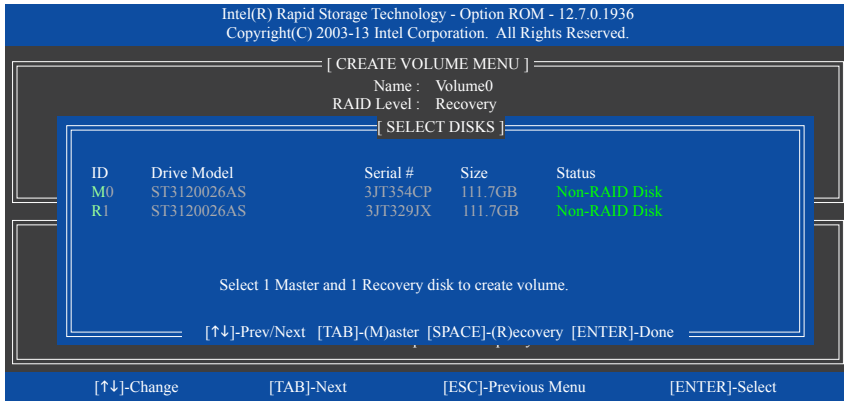 Intel(R) Rapid Storage Technology - Option ROM - 12.7.0.1936
Copyright(C) 2003-13 Intel Corporation. All Rights Reserved.
[ CREATE VOLUME MENU ]
Name : Volume0
RAID Level : Recovery
[ SELECT DISKS ]
ID Drive Model Serial # Size Status
M0 ST3120026AS 3JT354CP 111.7GB Non-RAID Disk
R1 ST3120026AS 3JT329JX 111.7GB Non-RAID Disk
Select 1 Master and 1 Recovery disk to create volume.
[↑↓]-Prev/Next [TAB]-(M)aster [SPACE]-(R)ecovery [ENTER]-Done
[↑↓]-Change [TAB]-Next [ESC]-Previous Menu [ENTER]-Select